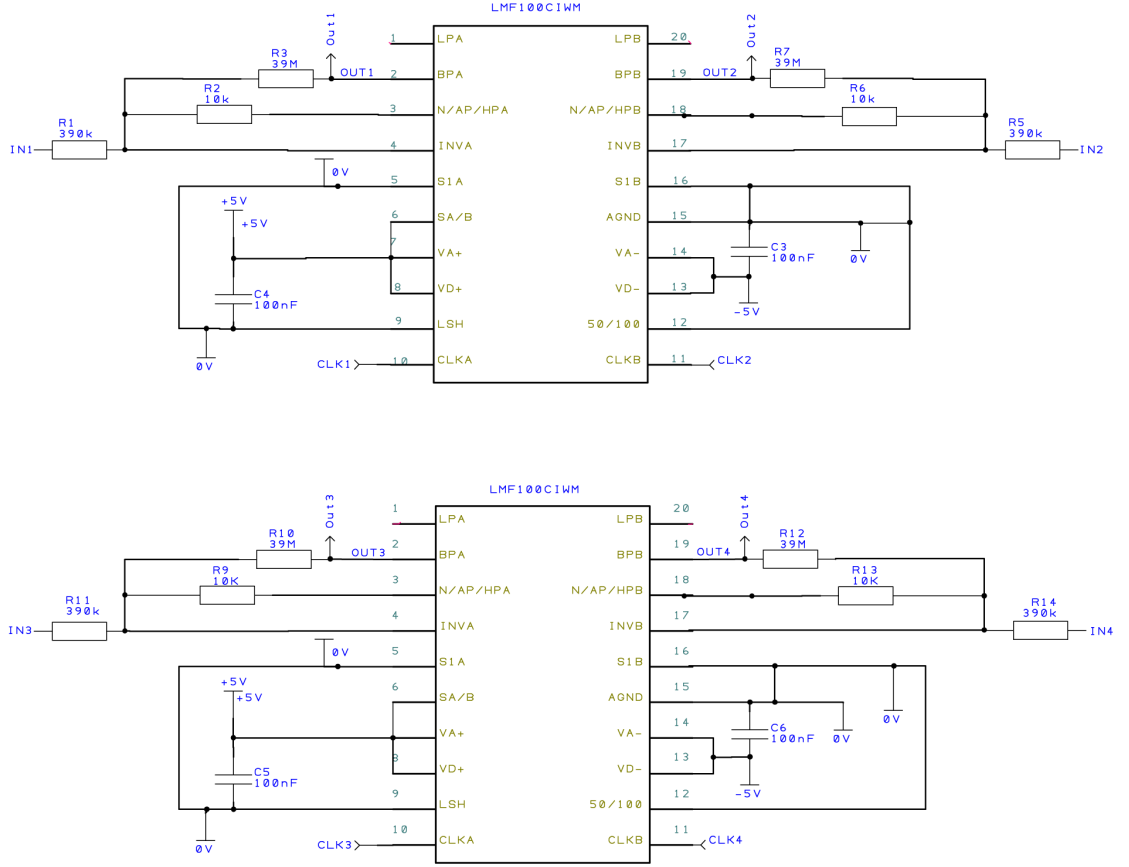 LMF100CIWM
Out1
Out2
1 LPA LPB 20
R3
39M
OUT1 2 BPA BPB 19 OUT2
R7
39M
R2
10k
3 N/AP/HPA N/AP/HPB 18
R6
10k
R1
390k
IN1 4 INVA INVB 17
R5
390k
IN2
0V
5 S1A S1B 16
+5V
+5V
6 SA/B AGND 15
7 VA+ VA- 14
C3
100nF
0V
C4
100nF
8 VD+ VD- 13
-5V
9 LSH 50/100 12
0V
CLK1 10 CLKA CLKB 11 CLK2
LMF100CIWM
Out3
Out4
1 LPA LPB 20
R10
39M
OUT3 2 BPA BPB 19 OUT4
R12
39M
R9
10K
3 N/AP/HPA N/AP/HPB 18
R13
10K
R11
390k
IN3 4 INVA INVB 17
R14
390k
IN4
0V
5 S1A S1B 16
+5V
+5V
6 SA/B AGND 15
0V
VA+ VA- 14
C6
100nF
0V
C5
100nF
8 VD+ VD- 13
-5V
9 LSH 50/100 12
0V
CLK3 10 CLKA CLKB 11 CLK4